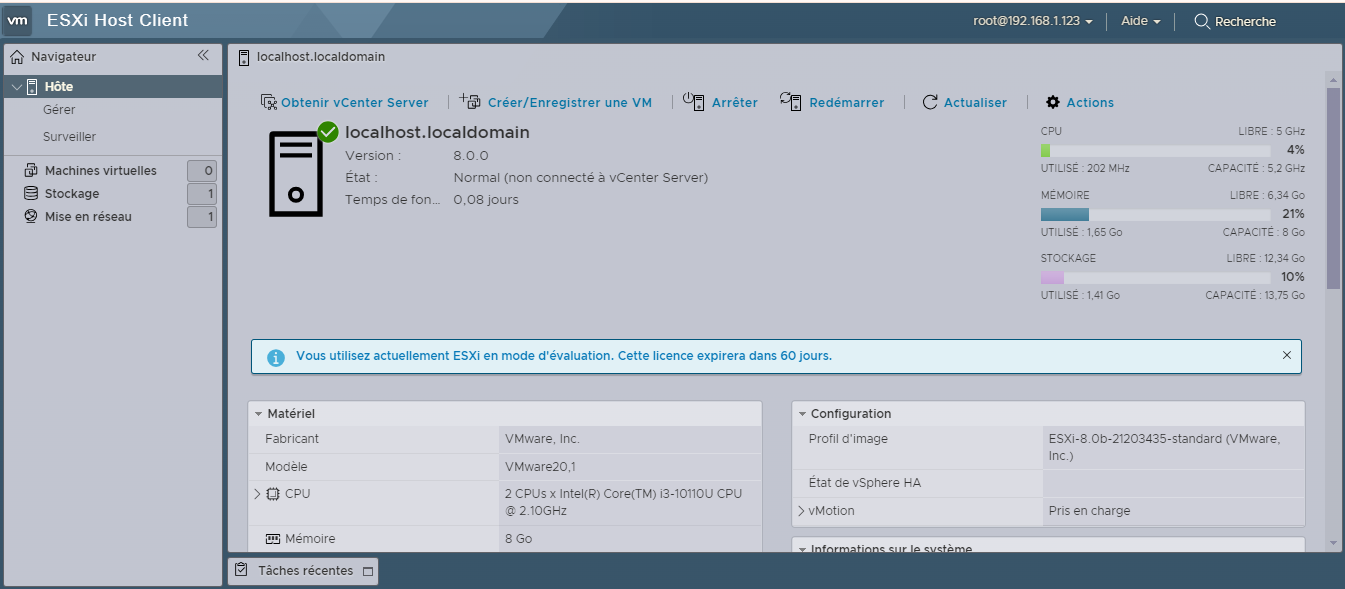 vm ESXi Host Client
root@192.168.1.123 Aide Recherche
Navigateur
Hôte
Gérer
Surveiller
Machines virtuelles 0
Stockage 1
Mise en réseau 1
localhost.localdomain
Obtenir vCenter Server Créer/Enregistrer une VM Arrêter Redémarrer Actualiser Actions
localhost.localdomain
Version : 8.0.0
État : Normal (non connecté à vCenter Server)
Temps de fon... 0,08 jours
CPU LIBRE : 5 GHz
4%
UTILISÉ : 202 MHz CAPACITÉ : 5,2 GHz
MÉMOIRE LIBRE : 6,34 Go
21%
UTILISÉ : 1,65 Go CAPACITÉ : 8 Go
STOCKAGE LIBRE : 12,34 Go
10%
UTILISÉ : 1,41 Go CAPACITÉ : 13,75 Go
Vous utilisez actuellement ESXi en mode d'évaluation. Cette licence expirera dans 60 jours.
Matériel
Fabricant VMware, Inc.
Modèle VMware20,1
CPU 2 CPUs x Intel(R) Core(TM) i3-10110U CPU
@ 2.10GHz
Mémoire 8 Go
Configuration
Profil d'image ESXi-8.0b-21203435-standard (VMware,
Inc.)
État de vSphere HA
vMotion Pris en charge
Informations sur le système
Tâches récentes